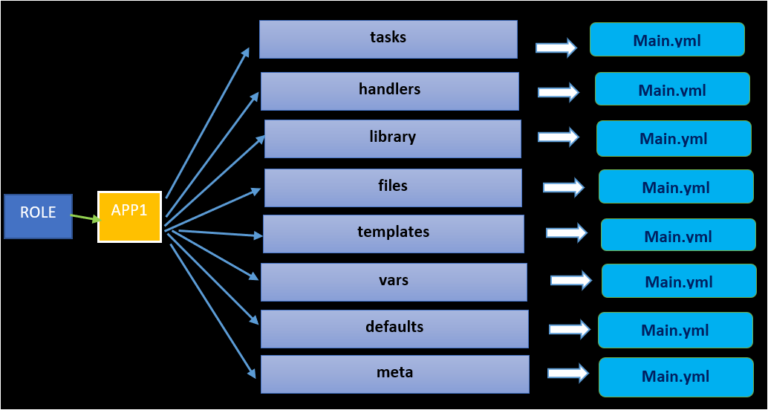 tasks
Main.yml
handlers
Main.yml
library
Main.yml
files
Main.yml
ROLE
APP1
templates
Main.yml
vars
Main.yml
defaults
Main.yml
meta
Main.yml